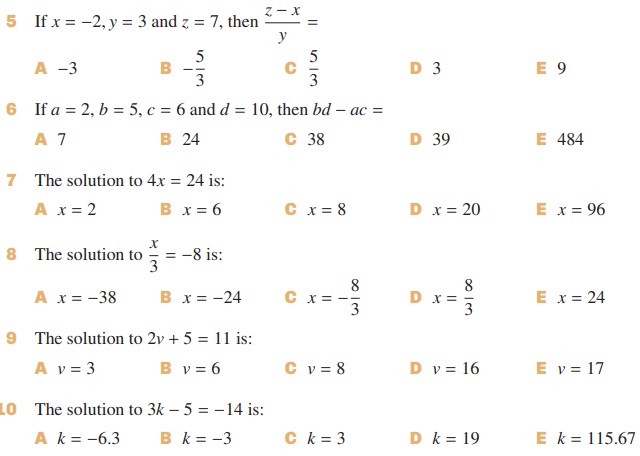 5 If x = −2, y = 3 and z = 7, then (z − x)/y =
A −3 B −5/3 C 5/3 D 3 E 9
6 If a = 2, b = 5, c = 6 and d = 10, then bd − ac =
A 7 B 24 C 38 D 39 E 484
7 The solution to 4x = 24 is:
A x = 2 B x = 6 C x = 8 D x = 20 E x = 96
8 The solution to x/3 = −8 is:
A x = −38 B x = −24 C x = −8/3 D x = 8/3 E x = 24
9 The solution to 2v + 5 = 11 is:
A v = 3 B v = 6 C v = 8 D v = 16 E v = 17
10 The solution to 3k − 5 = −14 is:
A k = −6.3 B k = −3 C k = 3 D k = 19 E k = 115.67